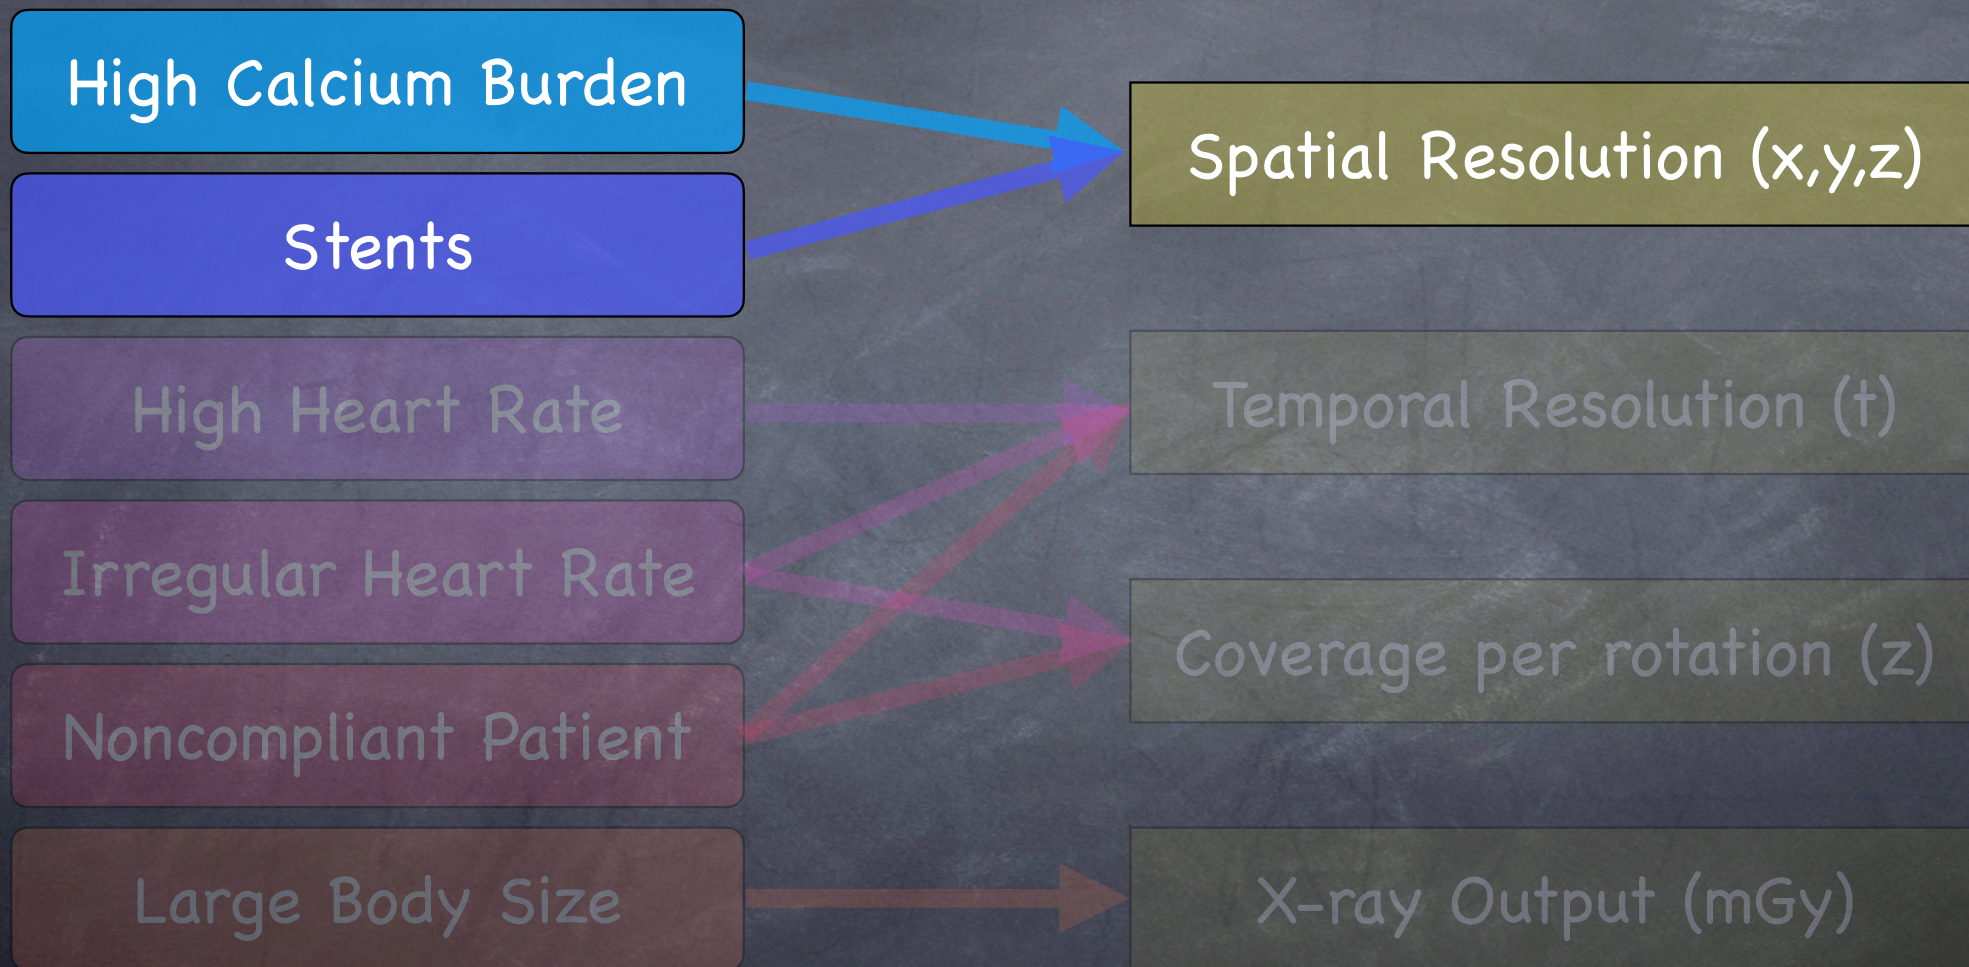 High Calcium Burden
Stents
High Heart Rate
Irregular Heart Rate
Noncompliant Patient
Large Body Size
Spatial Resolution (x,y,z)
Temporal Resolution (t)
Coverage per rotation (z)
X-ray Output (mGy)